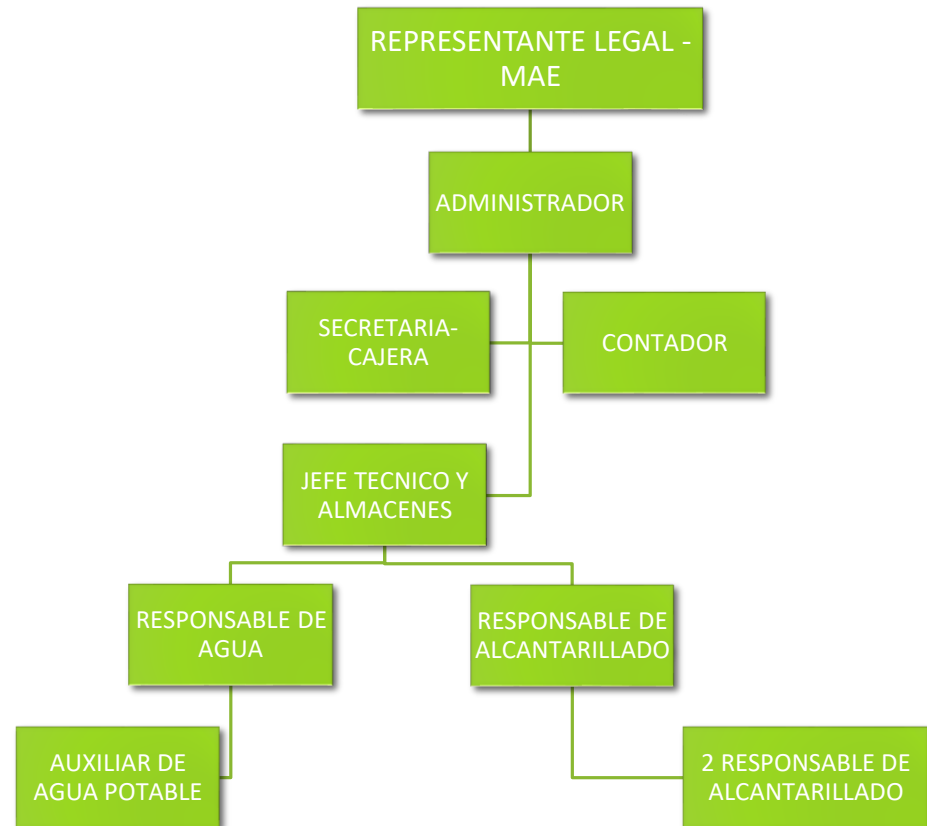 REPRESENTANTE LEGAL -
MAE
ADMINISTRADOR
SECRETARIA-
CAJERA
CONTADOR
JEFE TECNICO Y
ALMACENES
RESPONSABLE DE
AGUA
RESPONSABLE DE
ALCANTARILLADO
AUXILIAR DE
AGUA POTABLE
2 RESPONSABLE DE
ALCANTARILLADO